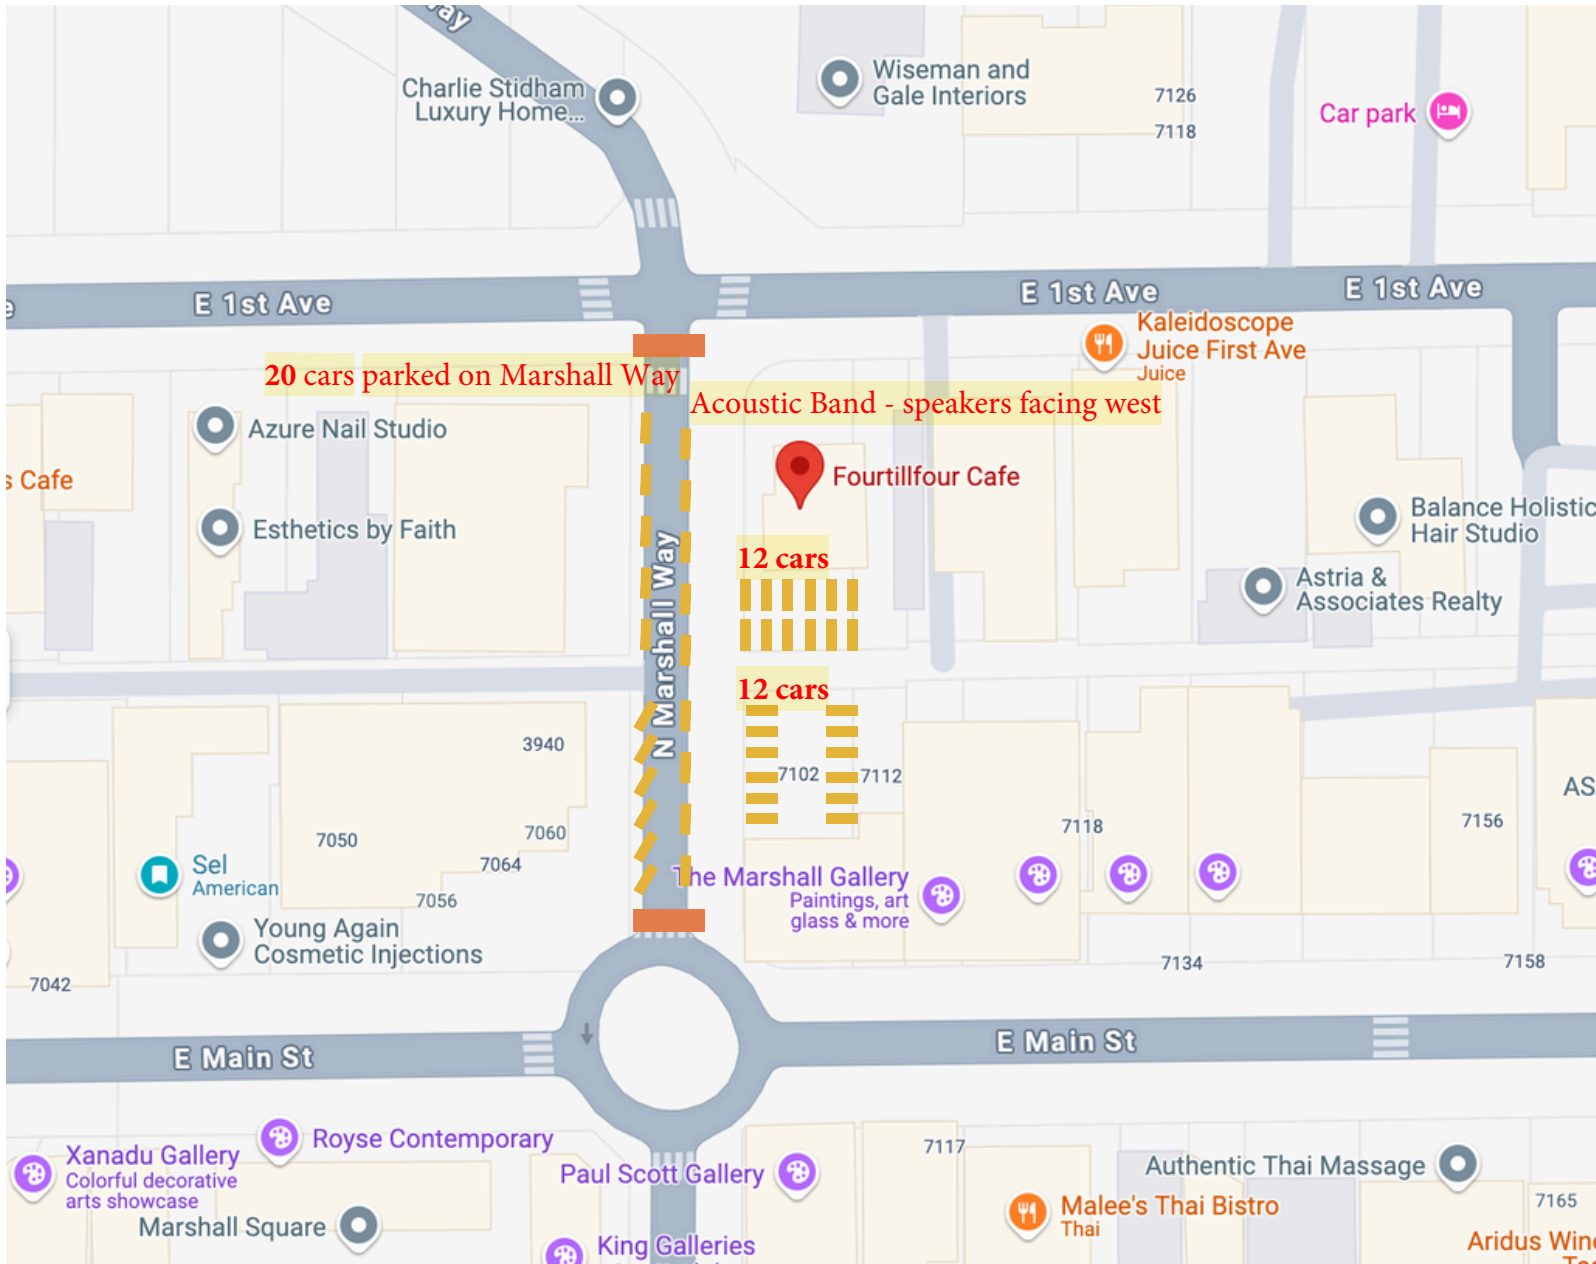 way
Charlie Stidham
Luxury Home...
Wiseman and
Gale Interiors
7126
7118
Car park
E 1st Ave
E 1st Ave
E 1st Ave
Kaleidoscope
Juice First Ave
Juice
20 cars parked on Marshall Way
Acoustic Band - speakers facing west
Azure Nail Studio
s Cafe
Fourtillfour Cafe
Esthetics by Faith
Balance Holistic
Hair Studio
12 cars
Astria &
Associates Realty
N Marshall Way
12 cars
3940
7102
7112
AS
7050
7060
7118
7156
7064
Sel
American
7056
The Marshall Gallery
Paintings, art
glass & more
Young Again
Cosmetic Injections
7042
7134
7158
E Main St
E Main St
Xanadu Gallery
Colorful decorative
arts showcase
Royse Contemporary
Marshall Square
Paul Scott Gallery
King Galleries
7117
Malee's Thai Bistro
Thai
Authentic Thai Massage
7165
Aridus Wine